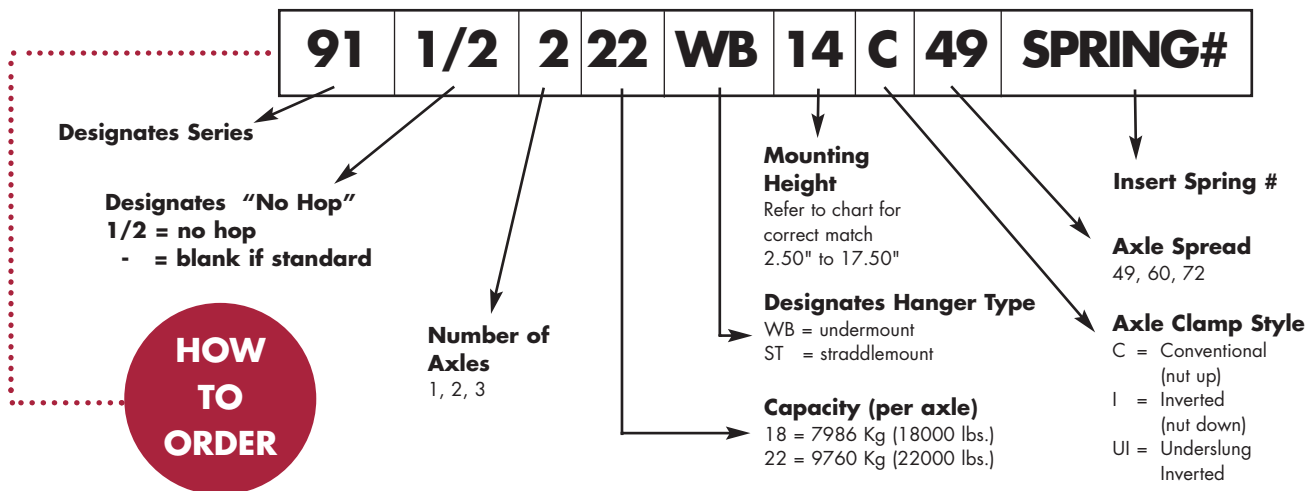 91 1/2 2 22 WB 14 C 49 SPRING#
Designates Series
Designates “No Hop”
1/2 = no hop
- = blank if standard
HOW
TO
ORDER
Number of
Axles
1, 2, 3
Mounting
Height
Refer to chart for
correct match
2.50" to 17.50"
Designates Hanger Type
WB = undermount
ST = straddlemount
Capacity (per axle)
18 = 7986 Kg (18000 lbs.)
22 = 9760 Kg (22000 lbs.)
Insert Spring #
Axle Spread
49, 60, 72
Axle Clamp Style
C = Conventional
(nut up)
I = Inverted
(nut down)
UI = Underslung
Inverted